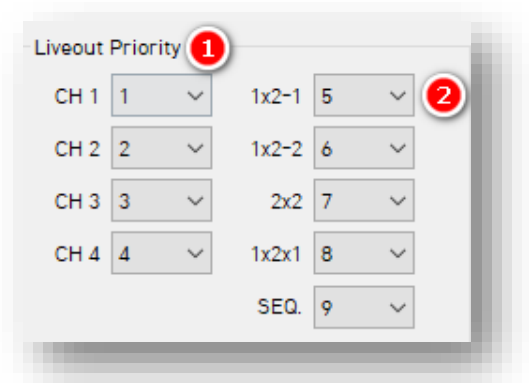 Liveout Priority 1
CH 1 1 1x2-1 5 2
CH 2 2 1x2-2 6
CH 3 3 2x2 7
CH 4 4 1x2x1 8
SEQ. 9